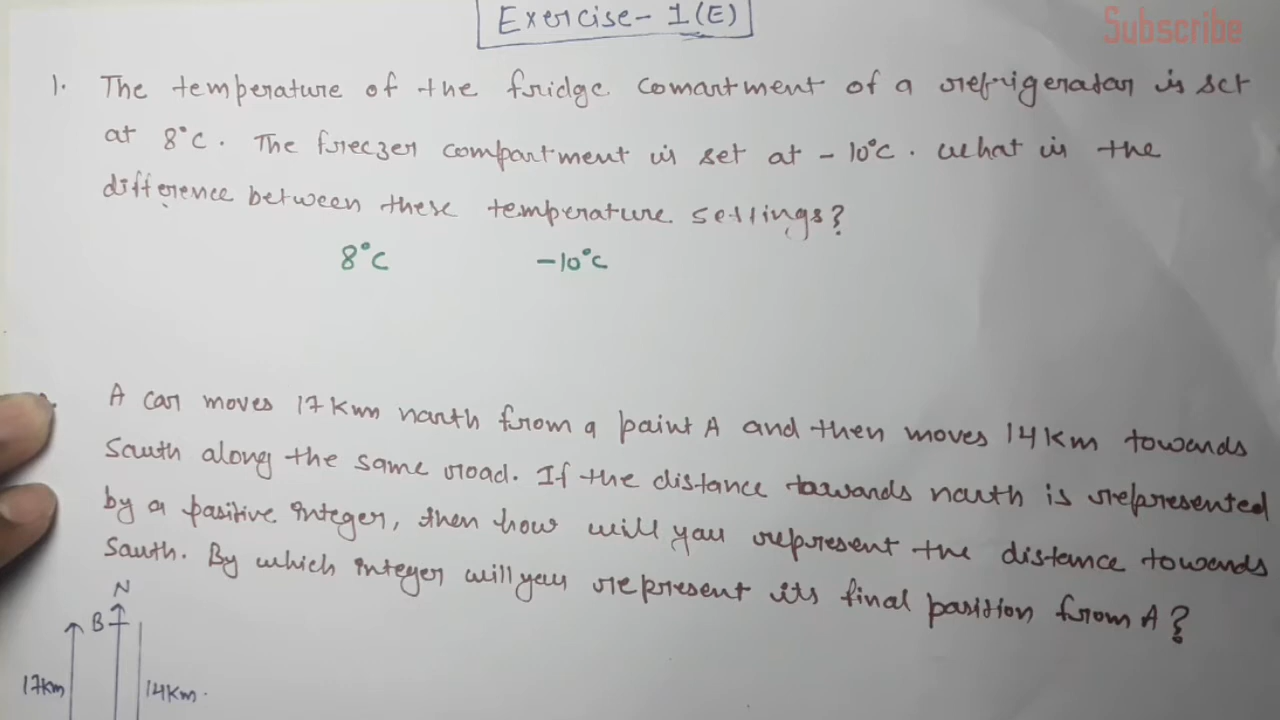 Exercise-1(E)
Subscribe
1. The temperature of the fridge comartment of a refrigerator is set
at 8°C. The freezer compartment is set at -10°C. what is the
difference between these temperature settings?
8°C -10°C
A car moves 17km north from a point A and then moves 14km towards
South along the same road. If the distance towards north is represented
by a positive integer, then how will you represent the distance towards
South. By which integer will you represent its final position from A?
N
B
17km 14km.